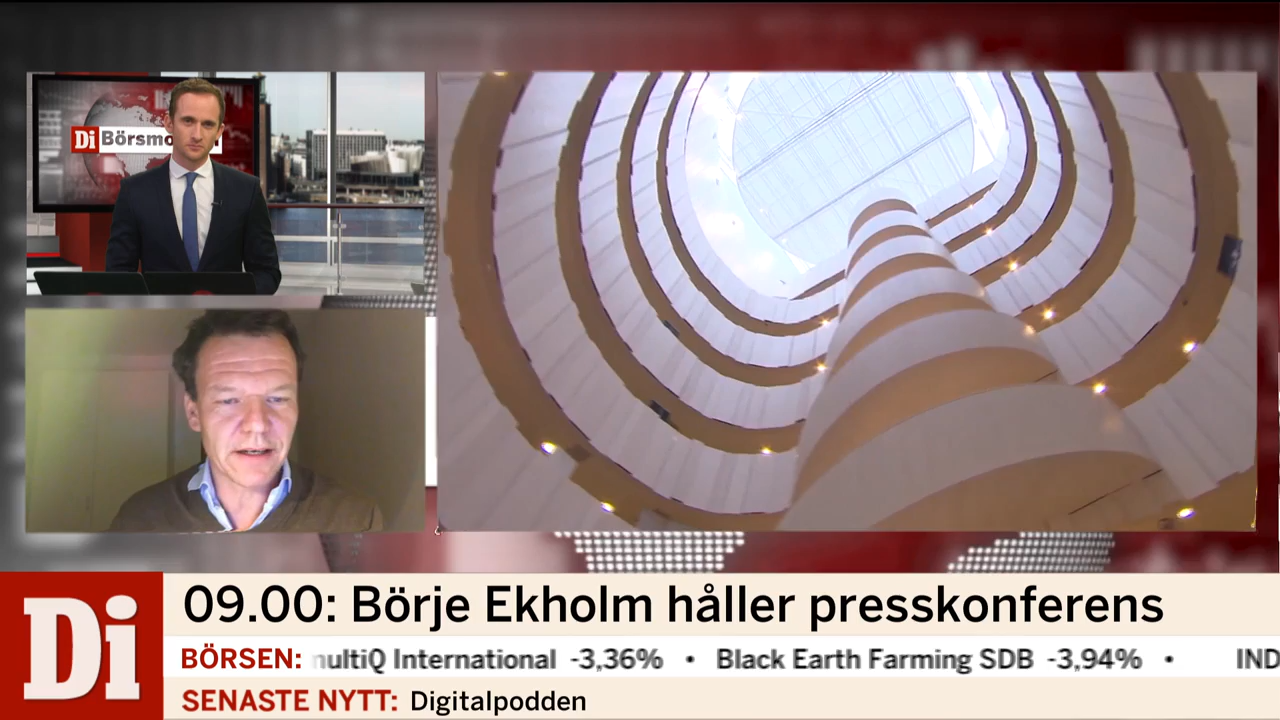 Di Börsmo
09.00: Börje Ekholm håller presskonferens
Di
BÖRSEN: multiQ International -3,36% • Black Earth Farming SDB -3,94% • IND
SENASTE NYTT: Digitalpodden